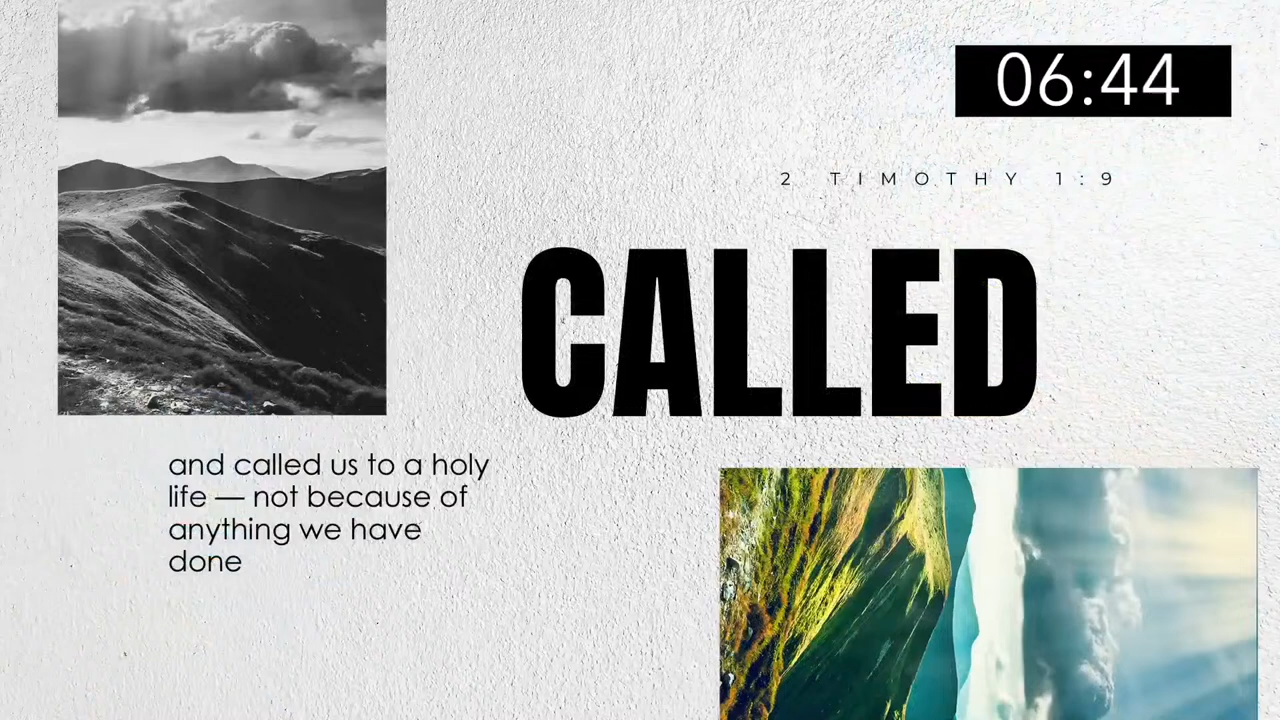 06:44
2 TIMOTHY 1:9
CALLED
and called us to a holy
life — not because of
anything we have
done